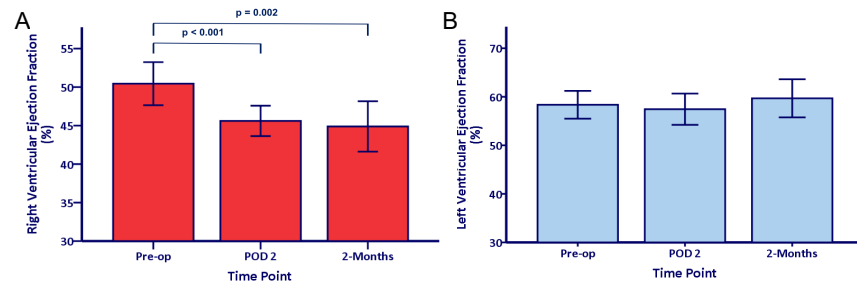 A
p = 0.002
p < 0.001
Right Ventricular Ejection Fraction
(%)
55
50
45
40
35
30
Pre-op
POD 2
2-Months
Time Point
B
Left Ventricular Ejection Fraction
(%)
70
60
50
40
30
Pre-op
POD 2
2-Months
Time Point